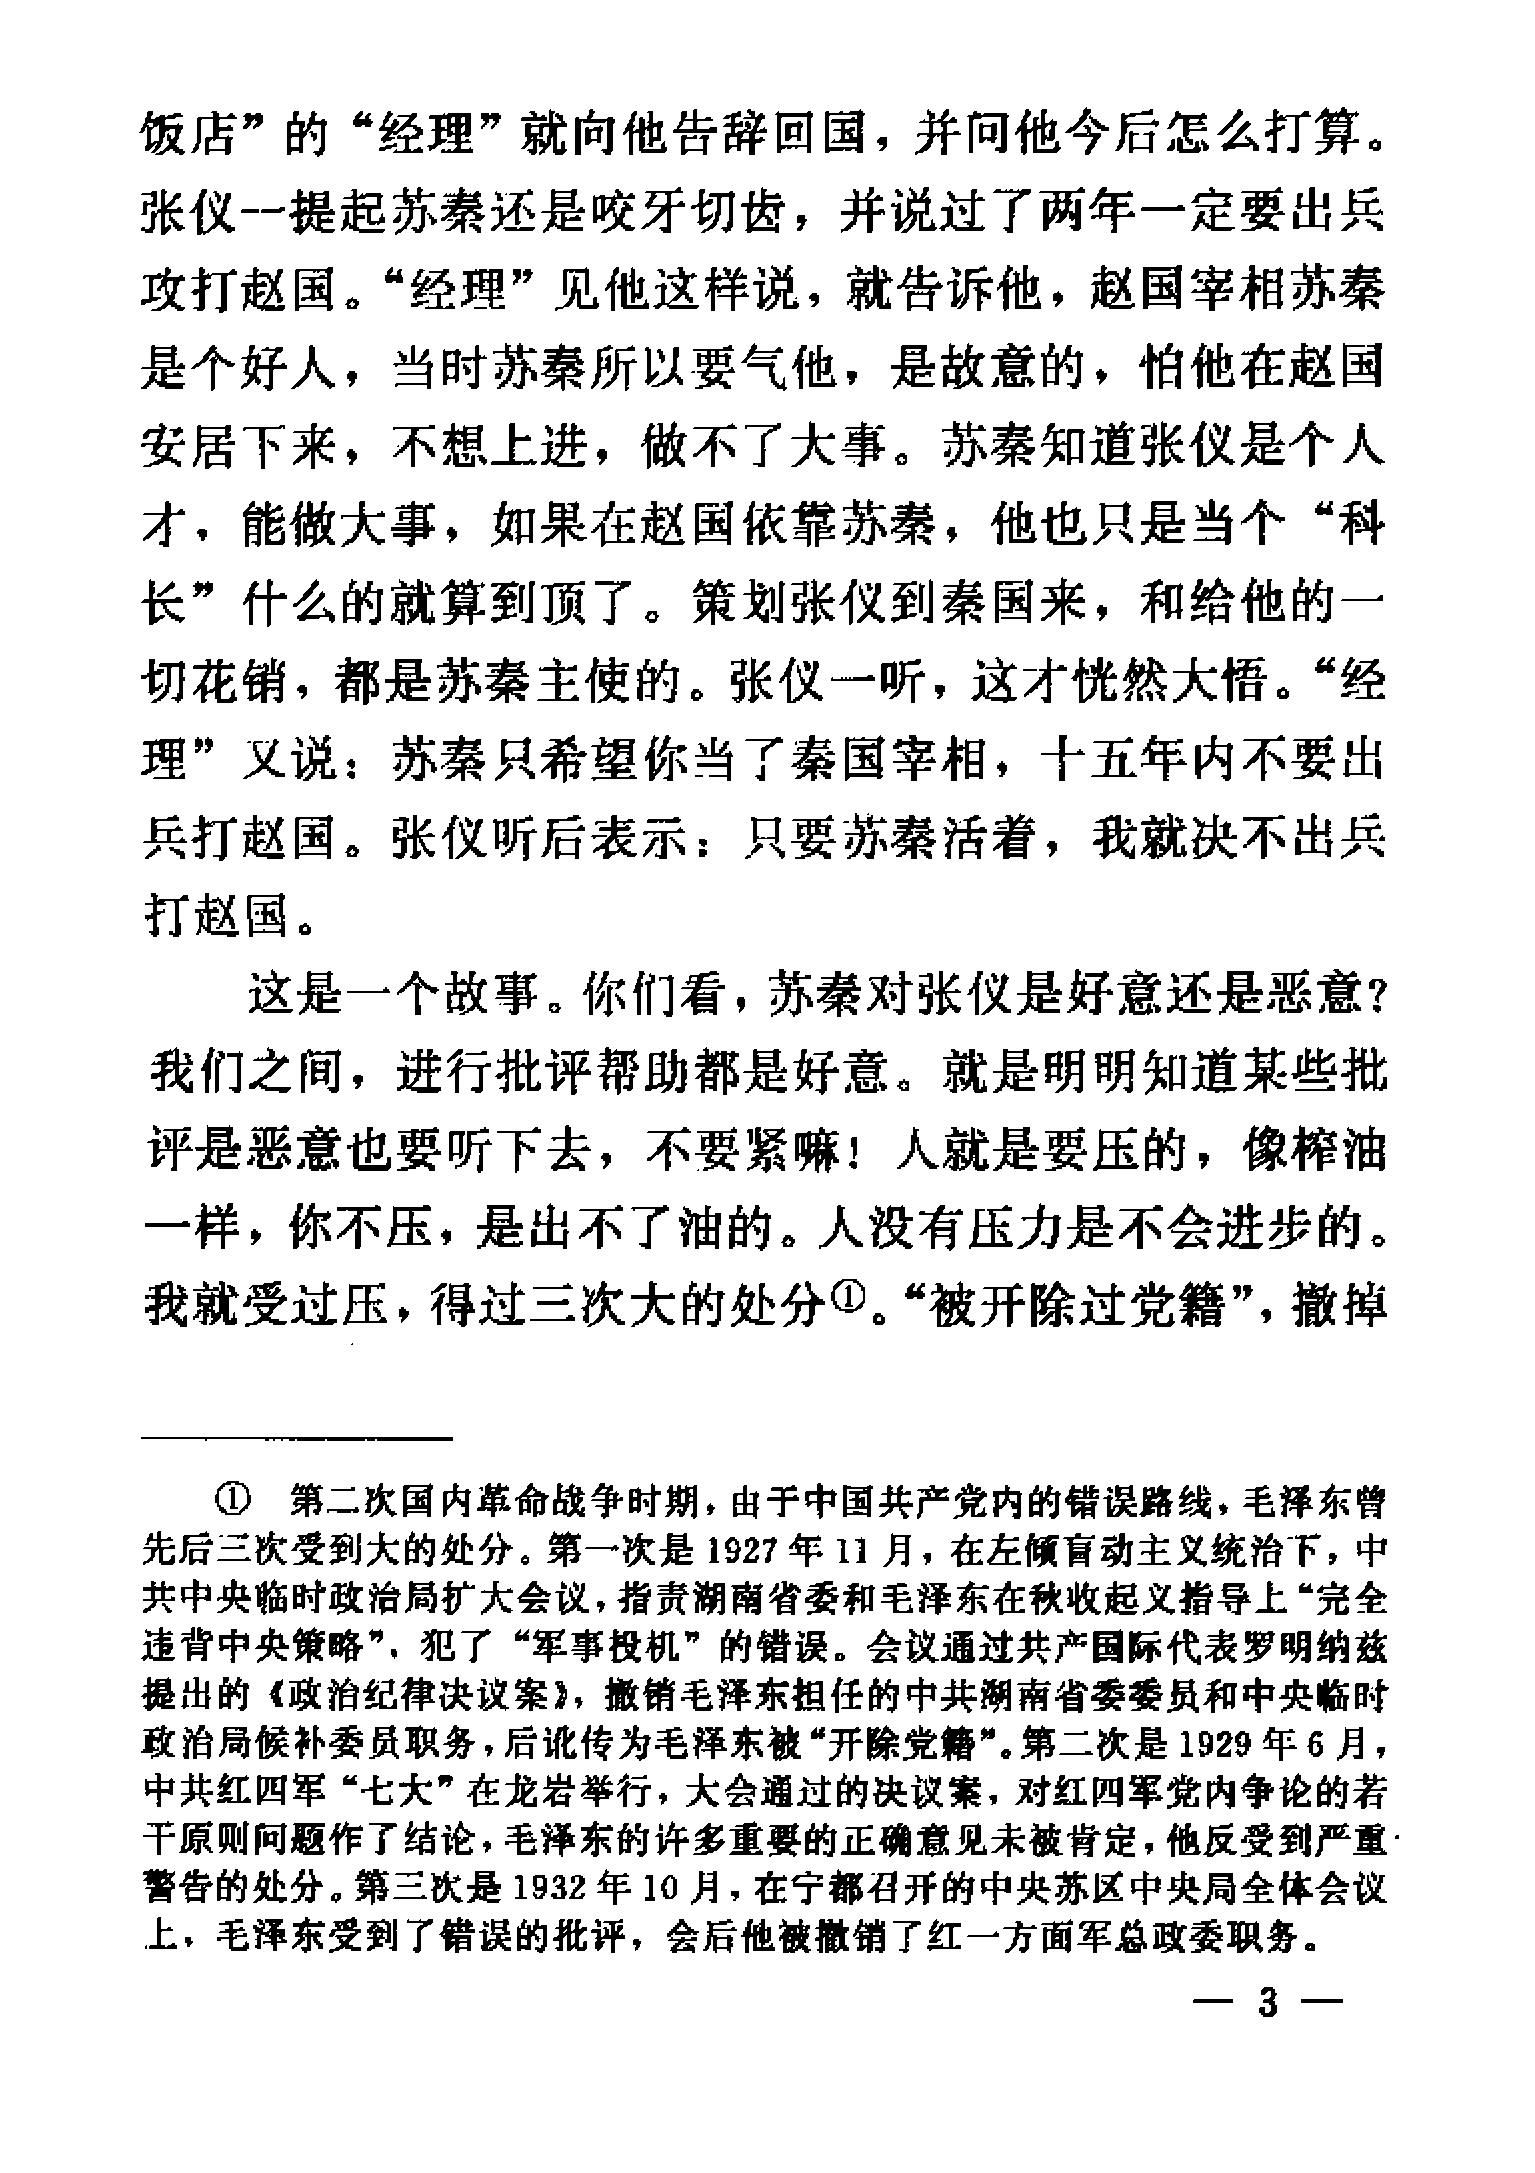 饭店”的“经理”就向他告辞回国，并问他今后怎么打算。
张仪一提起苏秦还是咬牙切齿，并说过了两年一定要出兵
攻打赵国。“经理”见他这样说，就告诉他，赵国宰相苏秦
是个好人，当时苏秦所以要气他，是故意的，怕他在赵国
安居下来，不想上进，做不了大事。苏秦知道张仪是个人
才，能做大事，如果在赵国依靠苏秦，他也只是当个“科
长”什么的就算到顶了。策划张仪到秦国来，和给他的一
切花销，都是苏秦主使的。张仪一听，这才恍然大悟。“经
理”又说：苏秦只希望你当了秦国宰相，十五年内不要出
兵打赵国。张仪听后表示：只要苏秦活着，我就决不出兵
打赵国。
这是一个故事。你们看，苏秦对张仪是好意还是恶意？
我们之间，进行批评帮助都是好意。就是明明知道某些批
评是恶意也要听下去，不要紧嘛！人就是要压的，像榨油
一样，你不压，是出不了油的。人没有压力是不会进步的。
我就受过压，得过三次大的处分①。“被开除过党籍”，撤掉
① 第二次国内革命战争时期，由于中国共产党内的错误路线，毛泽东曾
先后三次受到大的处分。第一次是1927年11月，在左倾盲动主义统治下，中
共中央临时政治局扩大会议，指责湖南省委和毛泽东在秋收起义指导上“完全
违背中央策略”，犯了“军事投机”的错误。会议通过共产国际代表罗明纳兹
提出的《政治纪律决议案》，撤销毛泽东担任的中共湖南省委委员和中央临时
政治局候补委员职务，后讹传为毛泽东被“开除党籍”。第二次是1929年6月，
中共红四军“七大”在龙岩举行，大会通过的决议案，对红四军党内争论的若
干原则问题作了结论，毛泽东的许多重要的正确意见未被肯定，他反受到严重
警告的处分。第三次是1932年10月，在宁都召开的中央苏区中央局全体会议
上，毛泽东受到了错误的批评，会后他被撤销了红一方面军总政委职务。
— 3 —